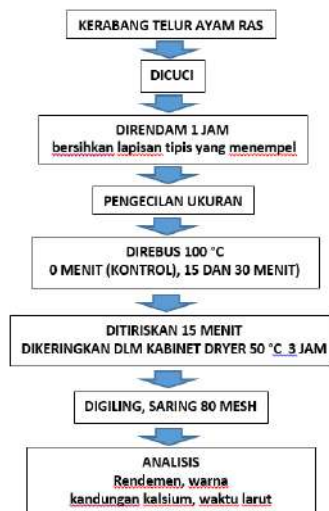 KERABANG TELUR AYAM RAS
DICUCI
DIRENDAM 1 JAM
bersihkan lapisan tipis yang menempel
PENGECILAN UKURAN
DIREBUS 100 °C
0 MENIT (KONTROL), 15 DAN 30 MENIT)
DITIRISKAN 15 MENIT
DIKERINGKAN DLM KABINET DRYER 50 °C 3 JAM
DIGILING, SARING 80 MESH
ANALISIS
Rendemen, warna
kandungan kalsium, waktu larut